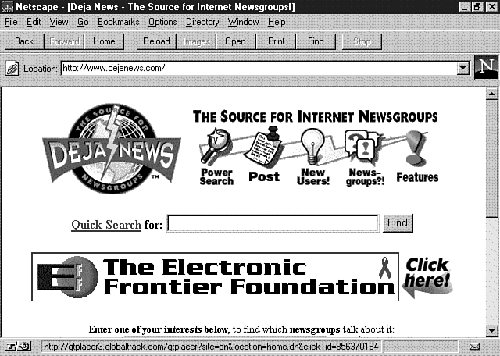 Netscape - [Deja News - The Source for Internet Newsgroups!]
File Edit View Go Bookmarks Options Directory Window Help
Back Forward Home Reload Images Open Print Find Stop
Location: http://www.dejanews.com/
N
THE SOURCE FOR
DEJA NEWS
NEWSGROUPS
TM
THE SOURCE FOR INTERNET NEWSGROUPS
Power Search
Post
New Users!
News-groups?!
Features
Quick Search for: Find
The Electronic
Frontier Foundation
Click here!
Enter one of your interests below, to find which newsgroups talk about it: